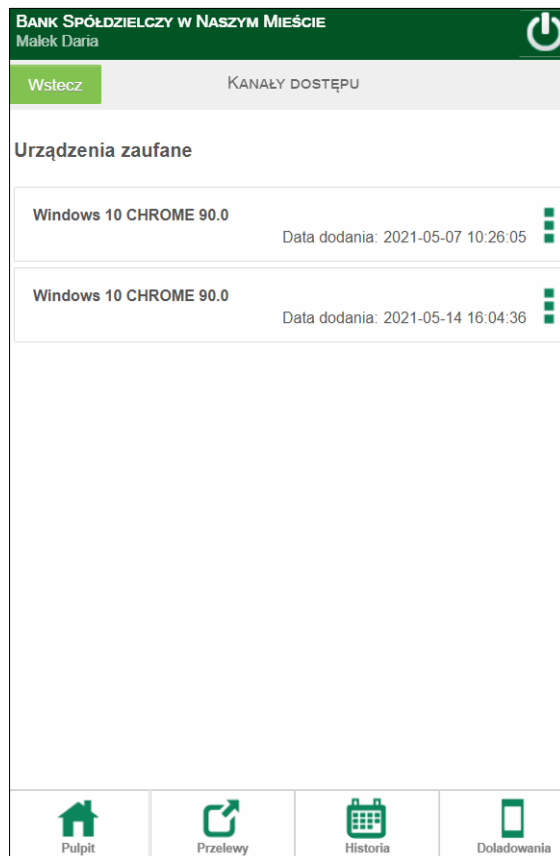 Bank Spółdzielczy w Naszym Mieście
Małek Daria
Wstecz
Kanały dostępu
Urządzenia zaufane
Windows 10 CHROME 90.0
Data dodania: 2021-05-07 10:26:05
Windows 10 CHROME 90.0
Data dodania: 2021-05-14 16:04:36
Pulpit
Przelewy
Historia
Doladowania